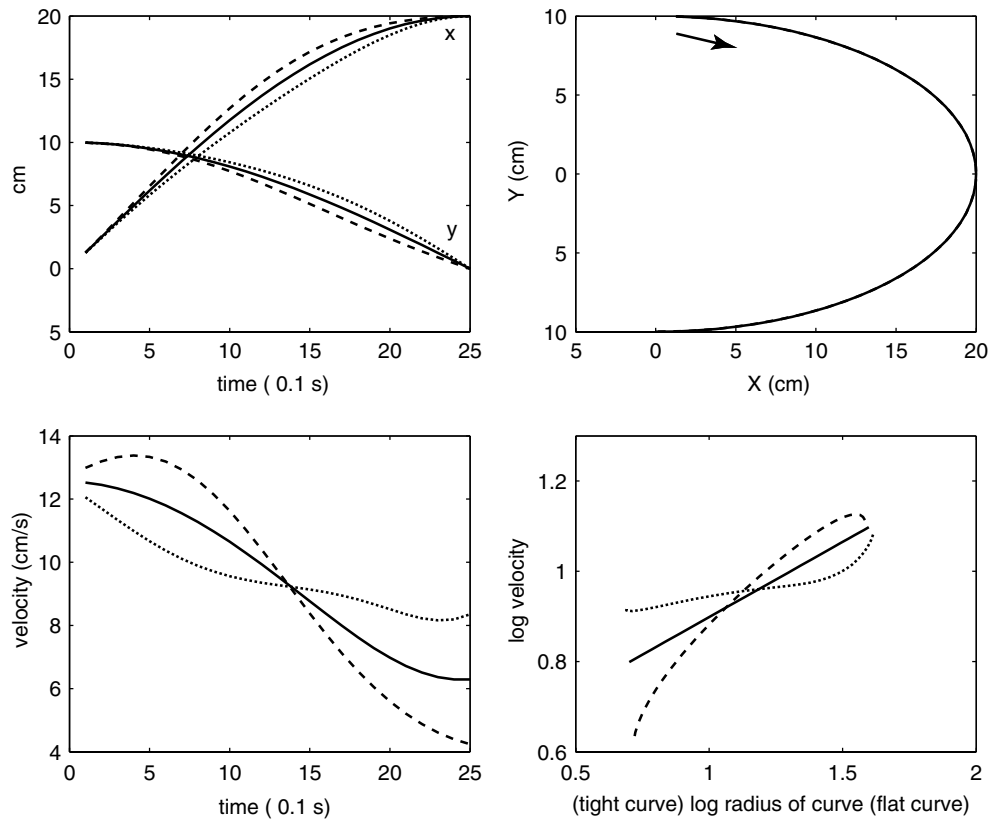 20
15
10
5
0
5
cm
x
y
0 5 10 15 20 25
time ( 0.1 s)
10
5
0
5
10
Y (cm)
5 0 5 10 15 20
X (cm)
14
12
10
8
6
4
velocity (cm/s)
0 5 10 15 20 25
time ( 0.1 s)
1.2
1
0.8
0.6
log velocity
0.5 1 1.5 2
(tight curve) log radius of curve (flat curve)